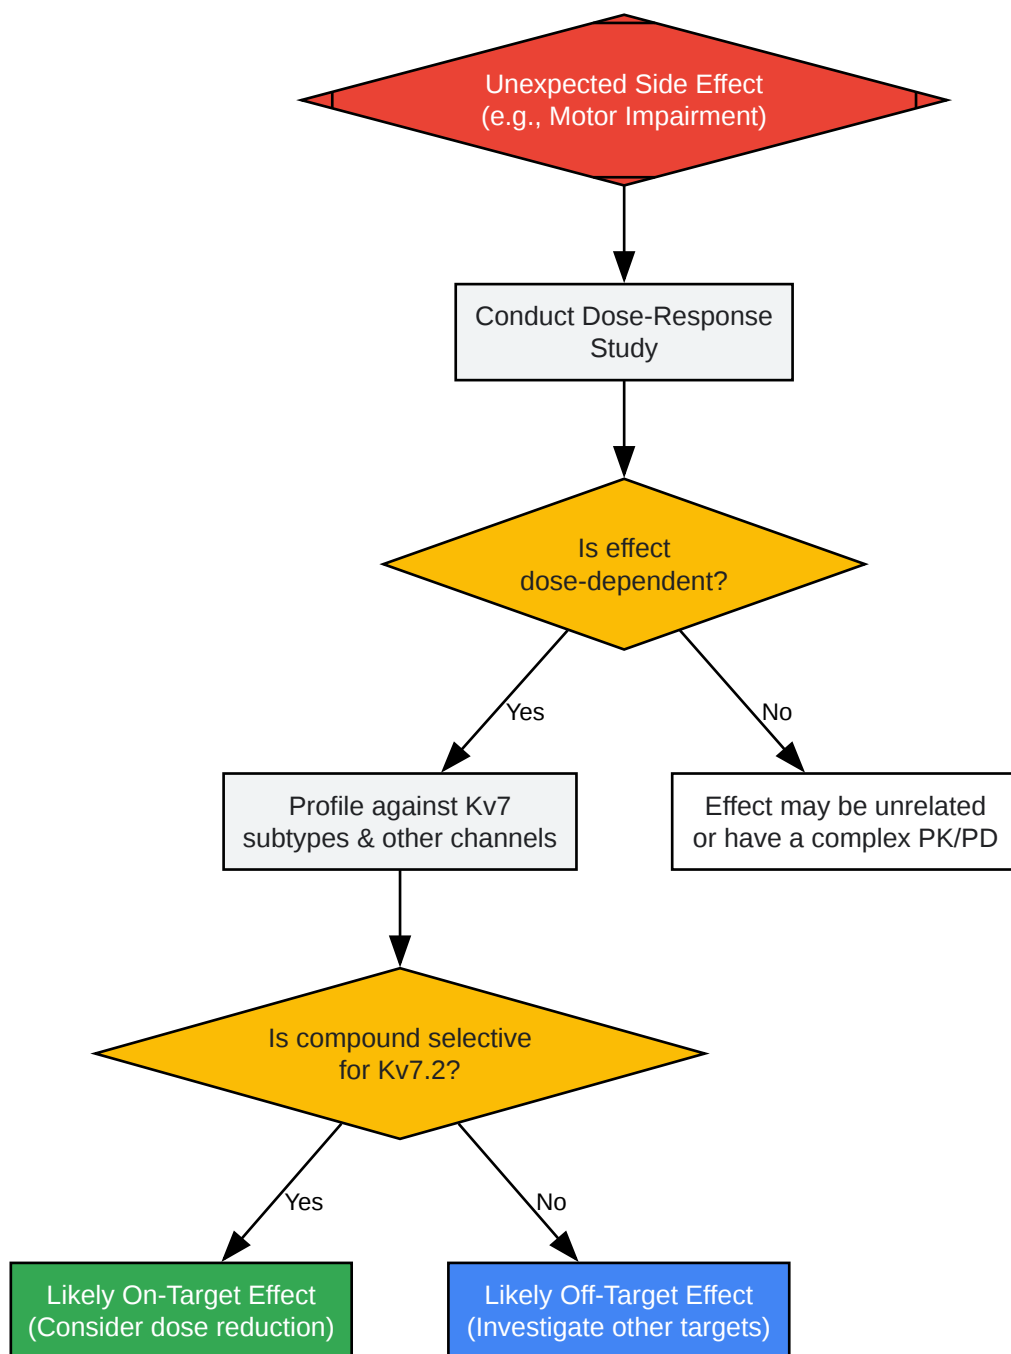 Unexpected Side Effect
(e.g., Motor Impairment)
Conduct Dose-Response
Study
Is effect
dose-dependent?
Yes
No
Profile against Kv7
subtypes & other channels
Effect may be unrelated
or have a complex PK/PD
Is compound selective
for Kv7.2?
Yes
No
Likely On-Target Effect
(Consider dose reduction)
Likely Off-Target Effect
(Investigate other targets)